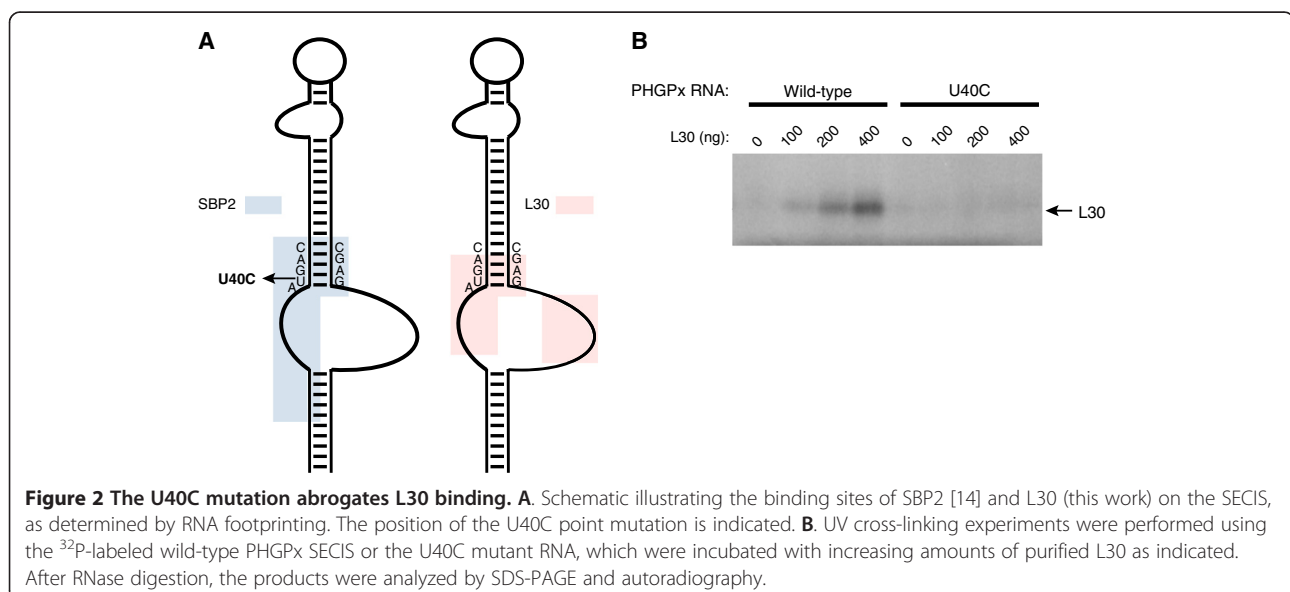 A
B
PHGPx RNA:
Wild-type
U40C
L30 (ng):
0 100 200 400 0 100 200 400
SBP2
L30
L30
C C
A G
G A
U40C U G
A
C C
A G
G A
U G
A
Figure 2 The U40C mutation abrogates L30 binding. A. Schematic illustrating the binding sites of SBP2 [14] and L30 (this work) on the SECIS,
as determined by RNA footprinting. The position of the U40C point mutation is indicated. B. UV cross-linking experiments were performed using
the ³²P-labeled wild-type PHGPx SECIS or the U40C mutant RNA, which were incubated with increasing amounts of purified L30 as indicated.
After RNase digestion, the products were analyzed by SDS-PAGE and autoradiography.